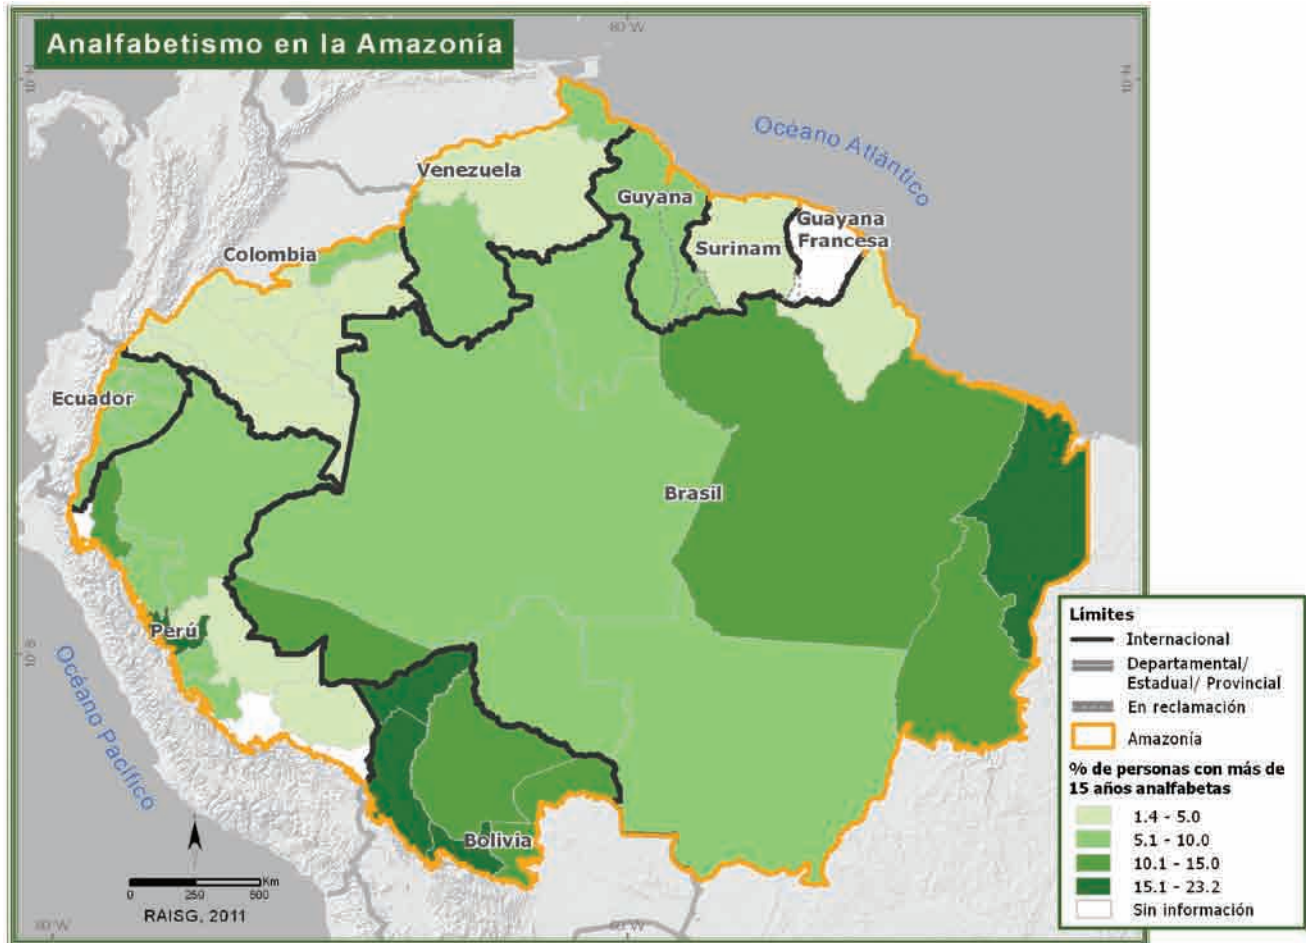 Analfabetismo en la Amazonía
60°W
10°N
10°N
Océano Atlántico
Venezuela
Guyana
Guayana
Francesa
Surinam
Colombia
Ecuador
Brasil
Perú
10°S
Océano Pacífico
Bolivia
0 250 500 Km
RAISG, 2011
80°W
60°W
Límites
Internacional
Departamental/
Estadual/ Provincial
En reclamación
Amazonía
% de personas con más de
15 años analfabetas
1.4 - 5.0
5.1 - 10.0
10.1 - 15.0
15.1 - 23.2
Sin información